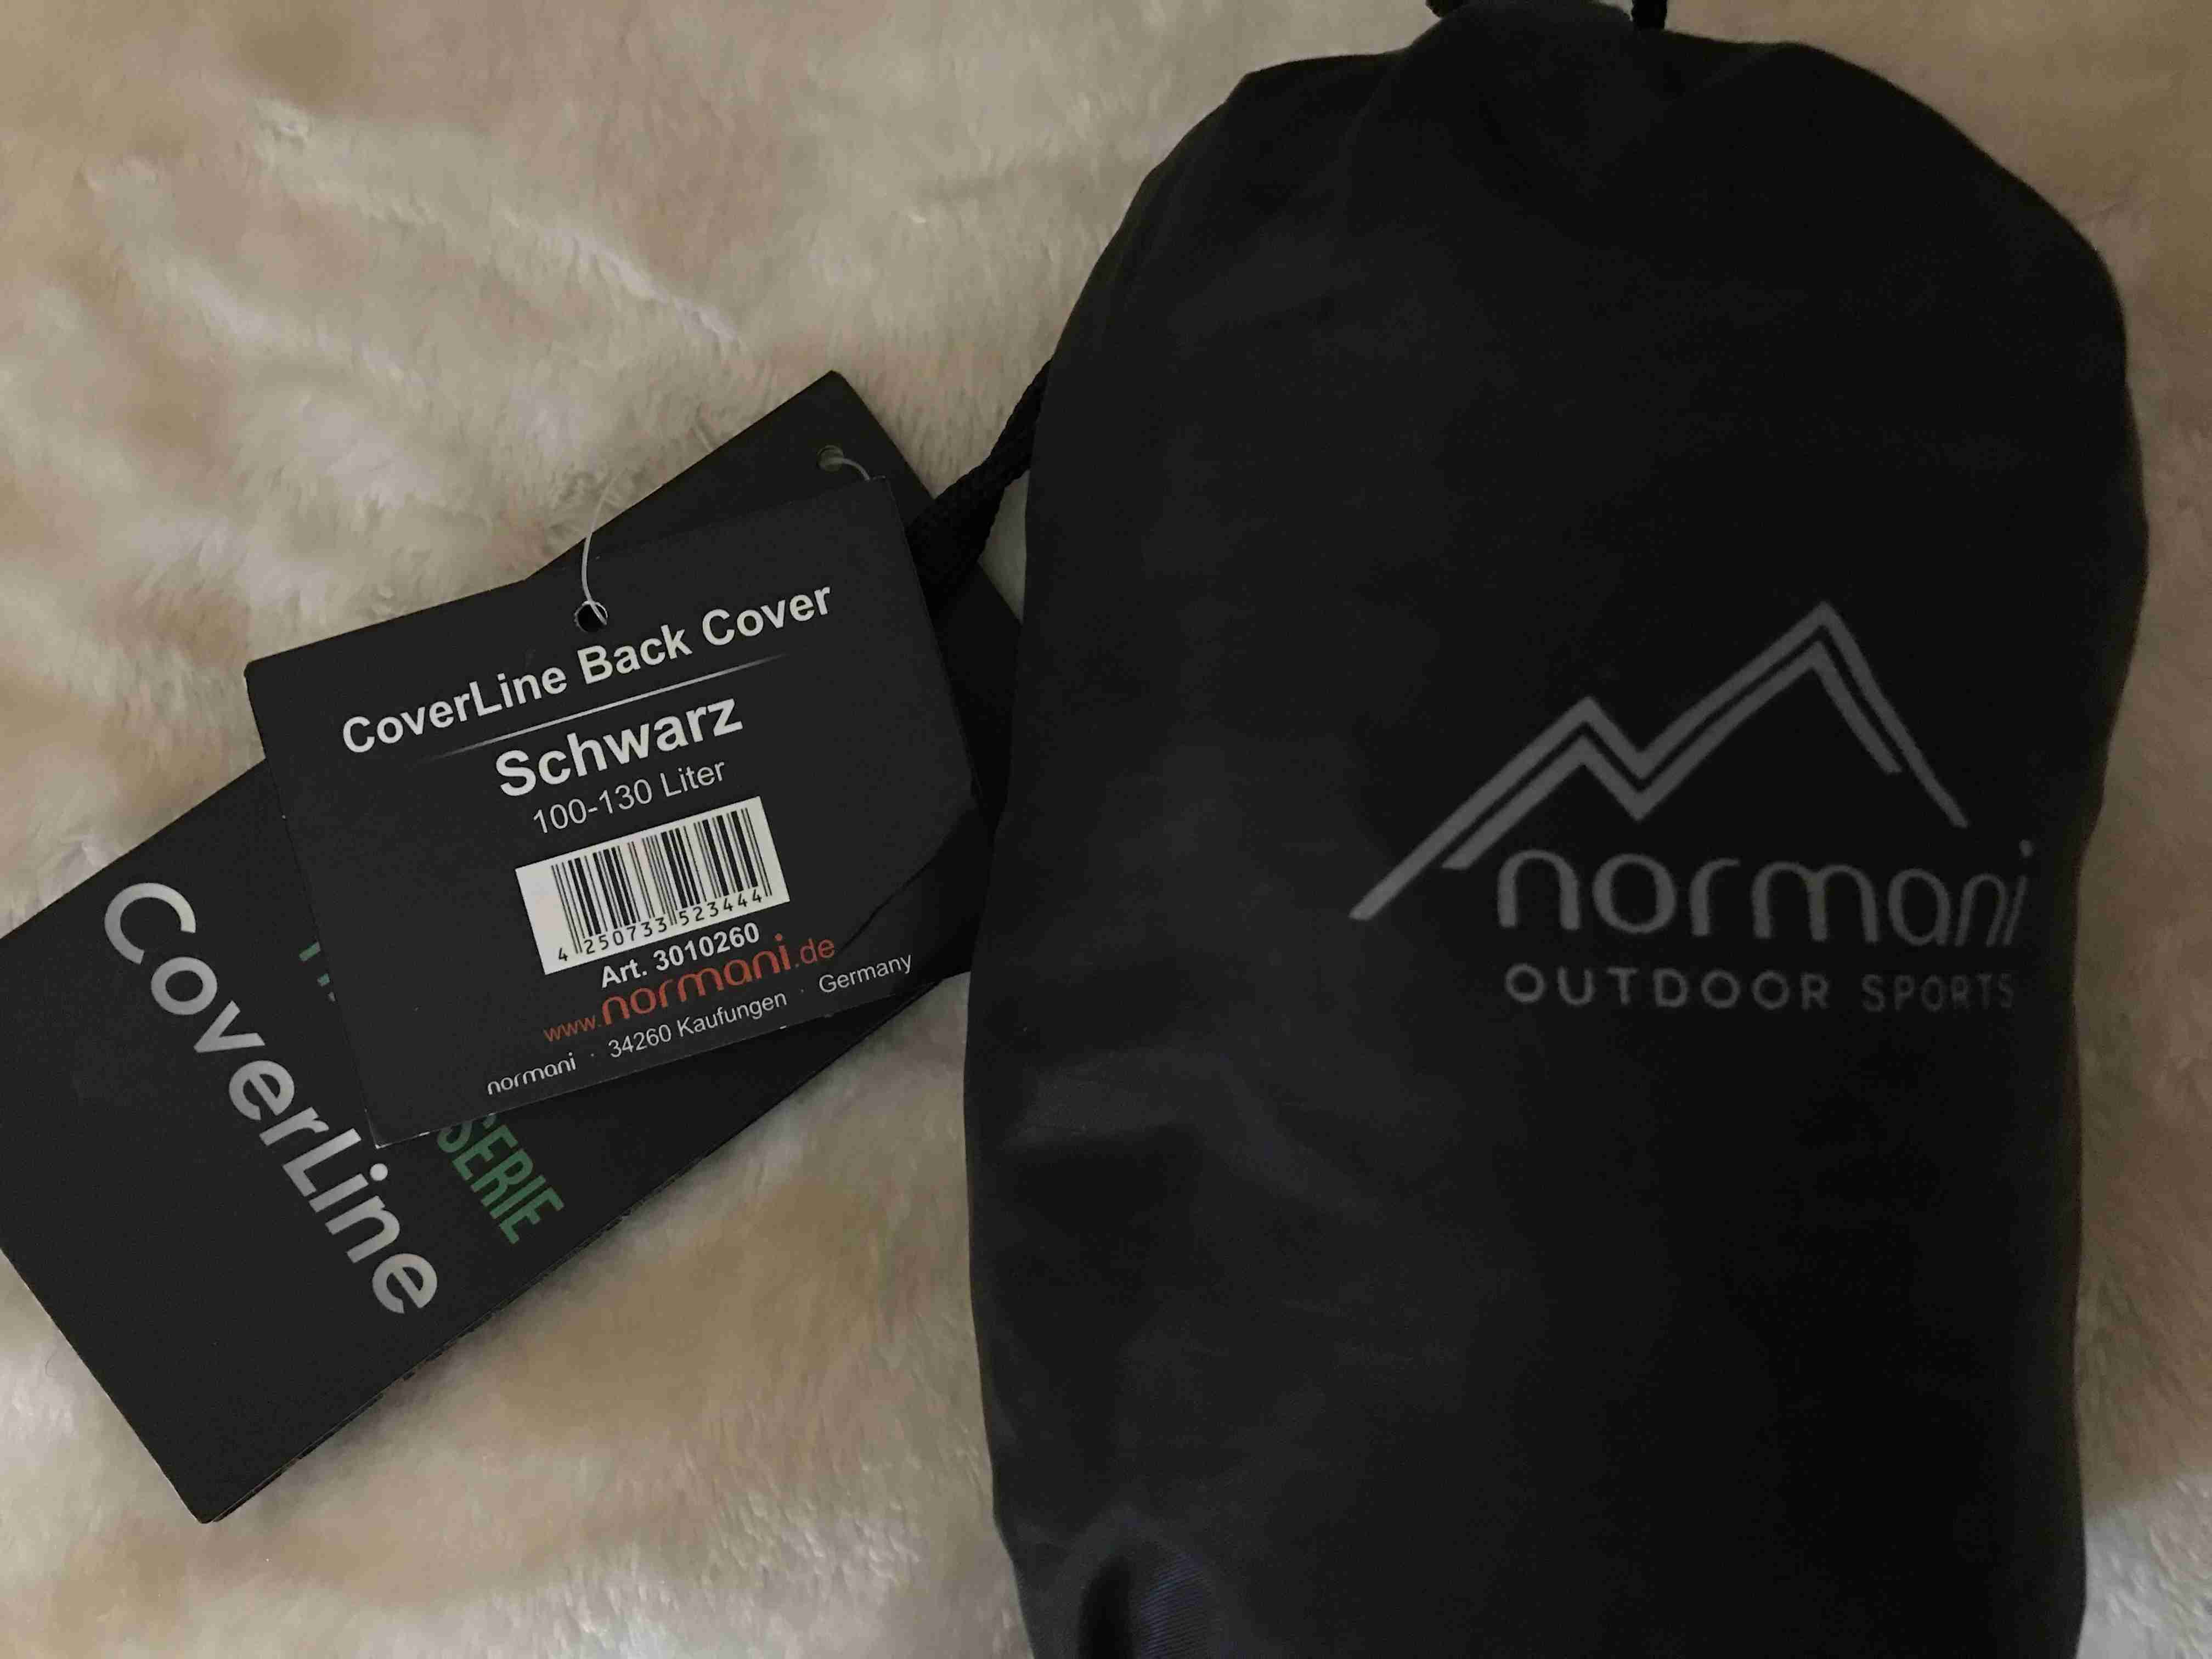 CoverLine Back Cover
Schwarz
100-130 Liter
4 250733 523444
Art. 3010260
www.normani.de
normani · 34260 Kaufungen · Germany
CoverLine
SERIE
normani
OUTDOOR SPORTS